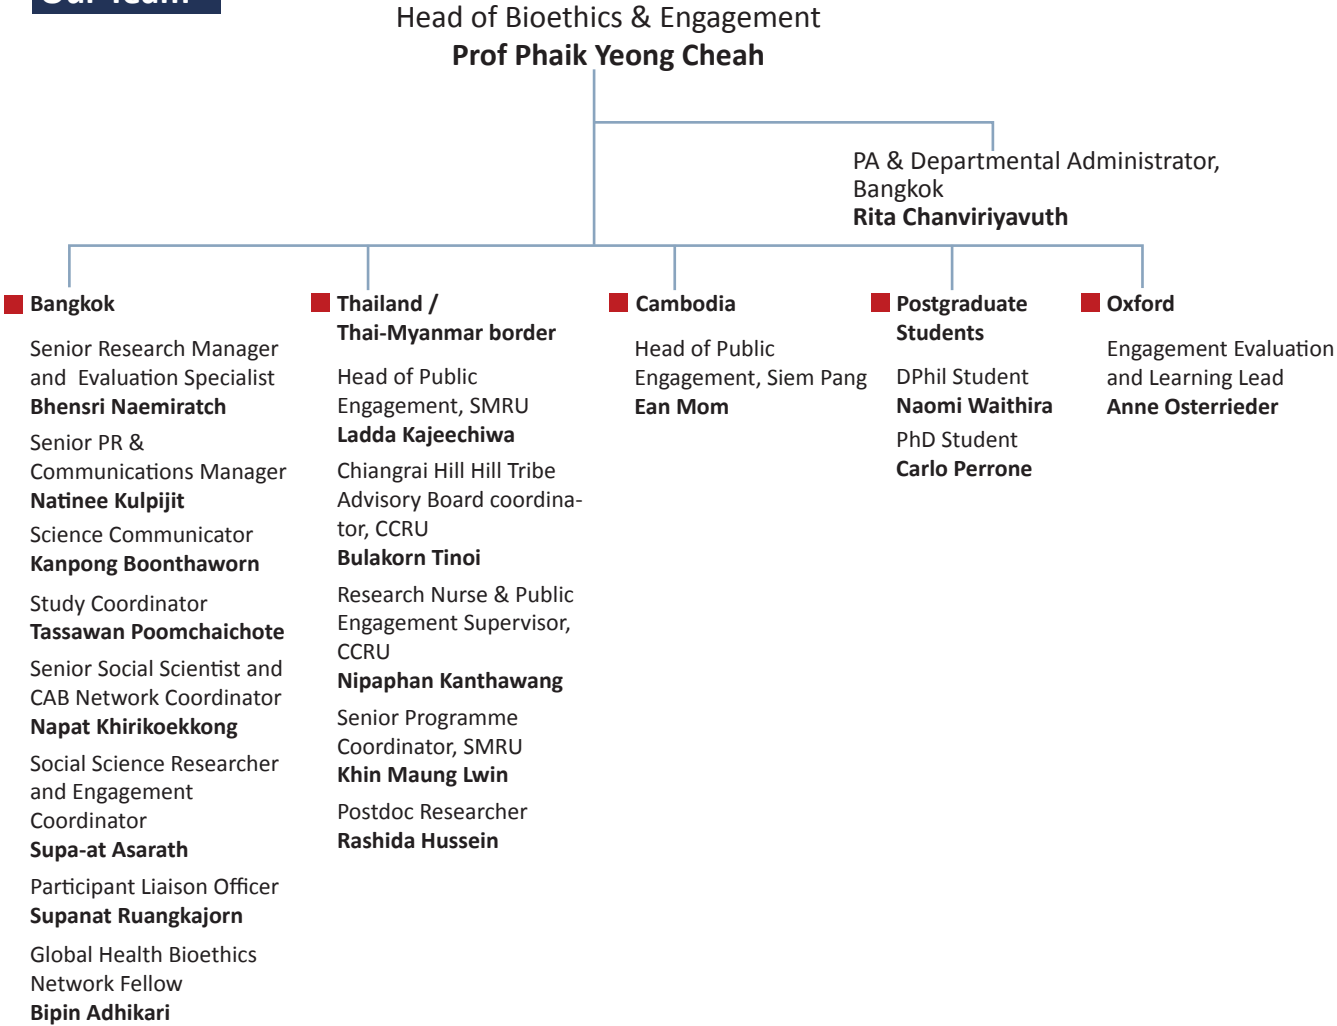 Our Team
Head of Bioethics & Engagement
Prof Phaik Yeong Cheah
PA & Departmental Administrator,
Bangkok
Rita Chanviriyavuth
Bangkok
Senior Research Manager
and Evaluation Specialist
Bhensri Naemiratch
Senior PR &
Communications Manager
Natinee Kulpijit
Science Communicator
Kanpong Boonthaworn
Study Coordinator
Tassawan Poomchaichote
Senior Social Scientist and
CAB Network Coordinator
Napat Khirikoekkong
Social Science Researcher
and Engagement
Coordinator
Supa-at Asarath
Participant Liaison Officer
Supanat Ruangkajorn
Global Health Bioethics
Network Fellow
Bipin Adhikari
Thailand /
Thai-Myanmar border
Head of Public
Engagement, SMRU
Ladda Kajeechiwa
Chiangrai Hill Hill Tribe
Advisory Board coordina-
tor, CCRU
Bulakorn Tinoi
Research Nurse & Public
Engagement Supervisor,
CCRU
Nipaphan Kanthawang
Senior Programme
Coordinator, SMRU
Khin Maung Lwin
Postdoc Researcher
Rashida Hussein
Cambodia
Head of Public
Engagement, Siem Pang
Ean Mom
Postgraduate
Students
DPhil Student
Naomi Waithira
PhD Student
Carlo Perrone
Oxford
Engagement Evaluation
and Learning Lead
Anne Osterrieder